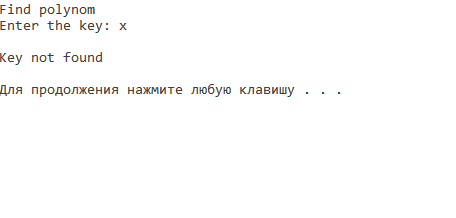 Find polynom
Enter the key: x
Key not found
Для продолжения нажмите любую клавишу . . .